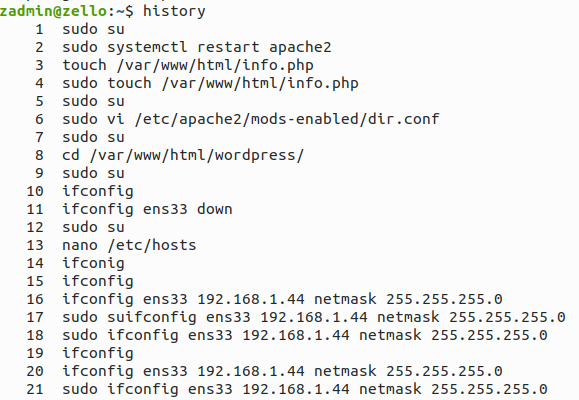 zadmin@zello:~$ history
1 sudo su
2 sudo systemctl restart apache2
3 touch /var/www/html/info.php
4 sudo touch /var/www/html/info.php
5 sudo su
6 sudo vi /etc/apache2/mods-enabled/dir.conf
7 sudo su
8 cd /var/www/html/wordpress/
9 sudo su
10 ifconfig
11 ifconfig ens33 down
12 sudo su
13 nano /etc/hosts
14 ifconig
15 ifconfig
16 ifconfig ens33 192.168.1.44 netmask 255.255.255.0
17 sudo suifconfig ens33 192.168.1.44 netmask 255.255.255.0
18 sudo ifconfig ens33 192.168.1.44 netmask 255.255.255.0
19 ifconfig
20 ifconfig ens33 192.168.1.44 netmask 255.255.255.0
21 sudo ifconfig ens33 192.168.1.44 netmask 255.255.255.0